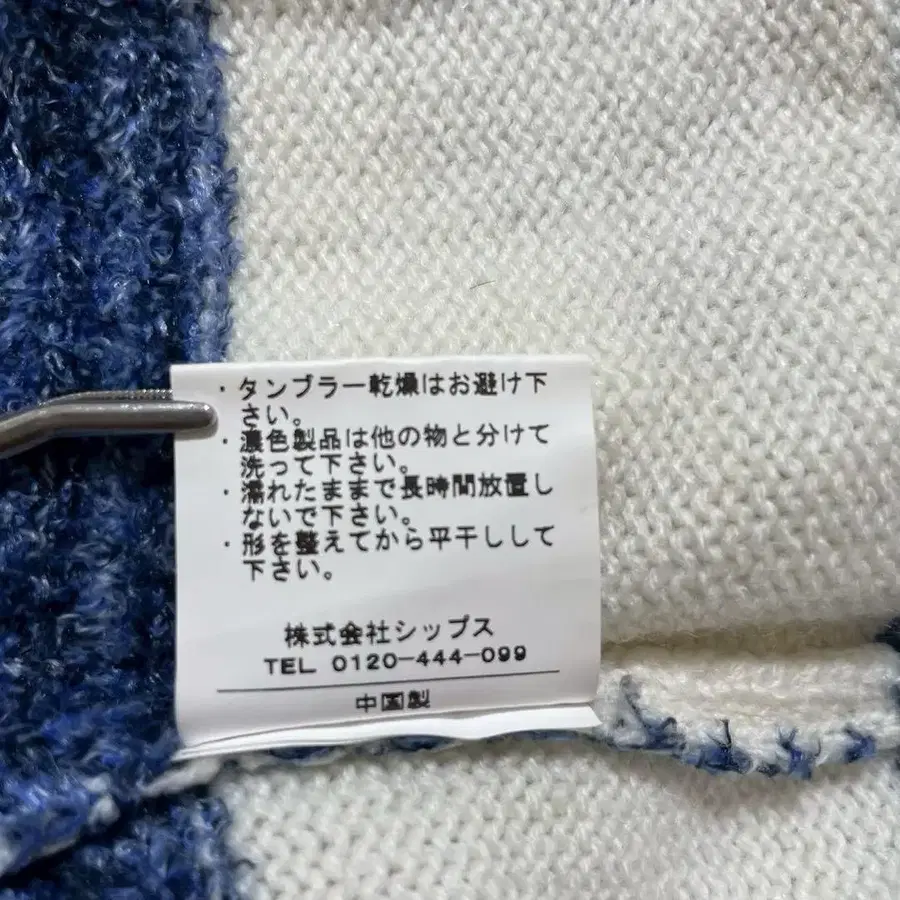 ・タンブラー乾燥はお避け下
さい。
・濃色製品は他の物と分けて
洗って下さい。
・濡れたままで長時間放置し
ないで下さい。
・形を整えてから平干しして
下さい。
株式会社シップス
TEL 0120-444-099
中国製